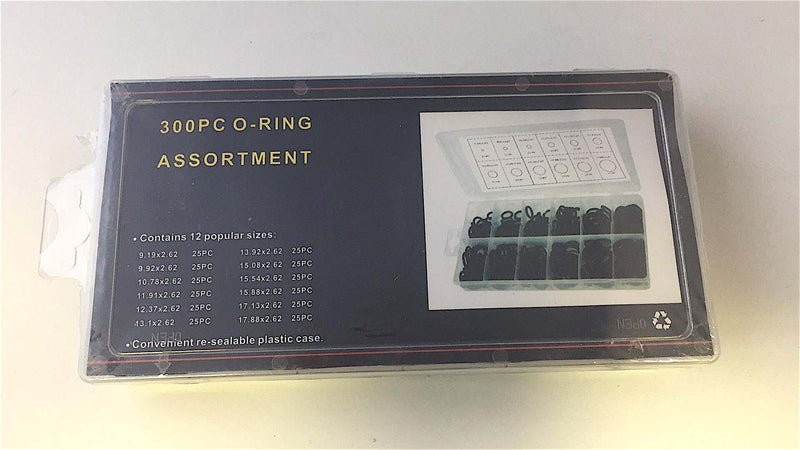 300PC O-RING
ASSORTMENT
• Contains 12 popular sizes:
9.19x2.62 25PC 13.92x2.62 25PC
9.92x2.62 25PC 15.08x2.62 25PC
10.78x2.62 25PC 15.54x2.62 25PC
11.91x2.62 25PC 15.88x2.62 25PC
12.37x2.62 25PC 17.13x2.62 25PC
13.1x2.62 25PC 17.88x2.62 25PC
OPEN
OPEN
• Convenient re-sealable plastic case.